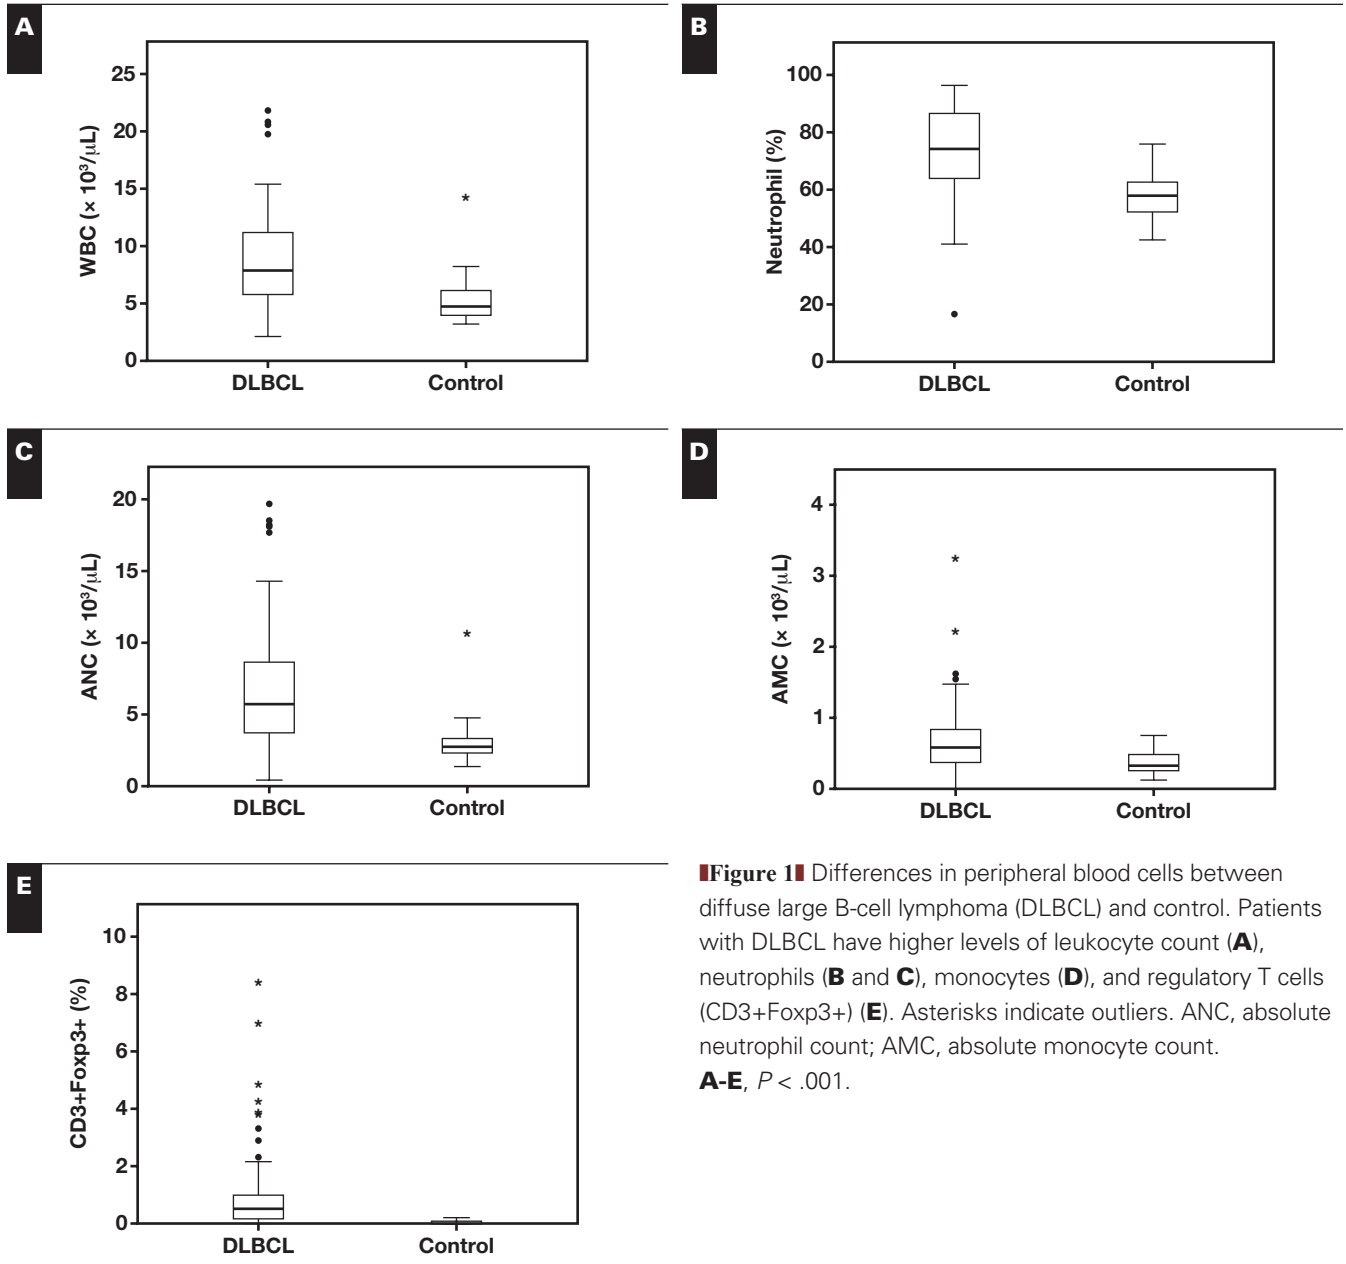 A
WBC (× 10³/μL)
25
20
15
10
5
0
*
DLBCL Control
B
Neutrophil (%)
100
80
60
40
20
0
DLBCL Control
C
ANC (× 10³/μL)
20
15
10
5
0
*
DLBCL Control
D
AMC (× 10³/μL)
4
3
2
1
0
*
*
DLBCL Control
E
CD3+Foxp3+ (%)
10
8
6
4
2
0
*
*
*
*
*
DLBCL Control
▮Figure 1▮ Differences in peripheral blood cells between
diffuse large B-cell lymphoma (DLBCL) and control. Patients
with DLBCL have higher levels of leukocyte count (A),
neutrophils (B and C), monocytes (D), and regulatory T cells
(CD3+Foxp3+) (E). Asterisks indicate outliers. ANC, absolute
neutrophil count; AMC, absolute monocyte count.
A-E, P < .001.